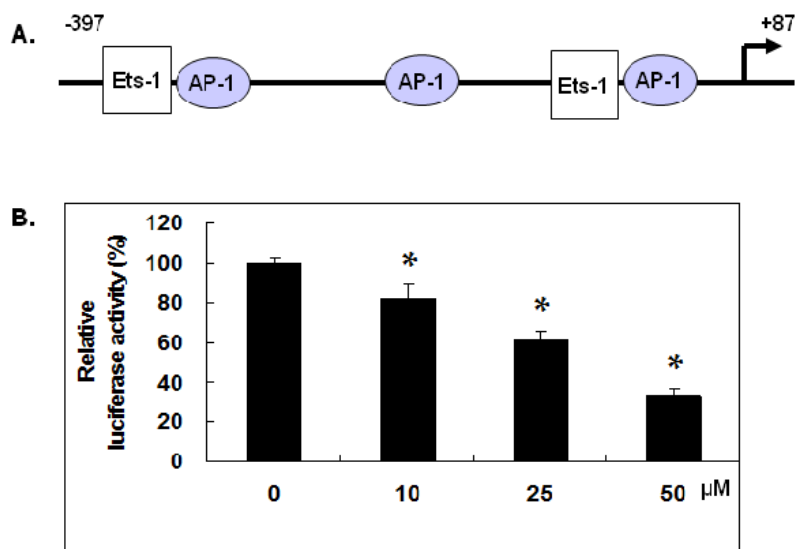 A.
-397
+87
Ets-1 AP-1 AP-1 Ets-1 AP-1
B.
Relative
luciferase activity (%)
120
100
80
60
40
20
0
* * *
0 10 25 50 μM